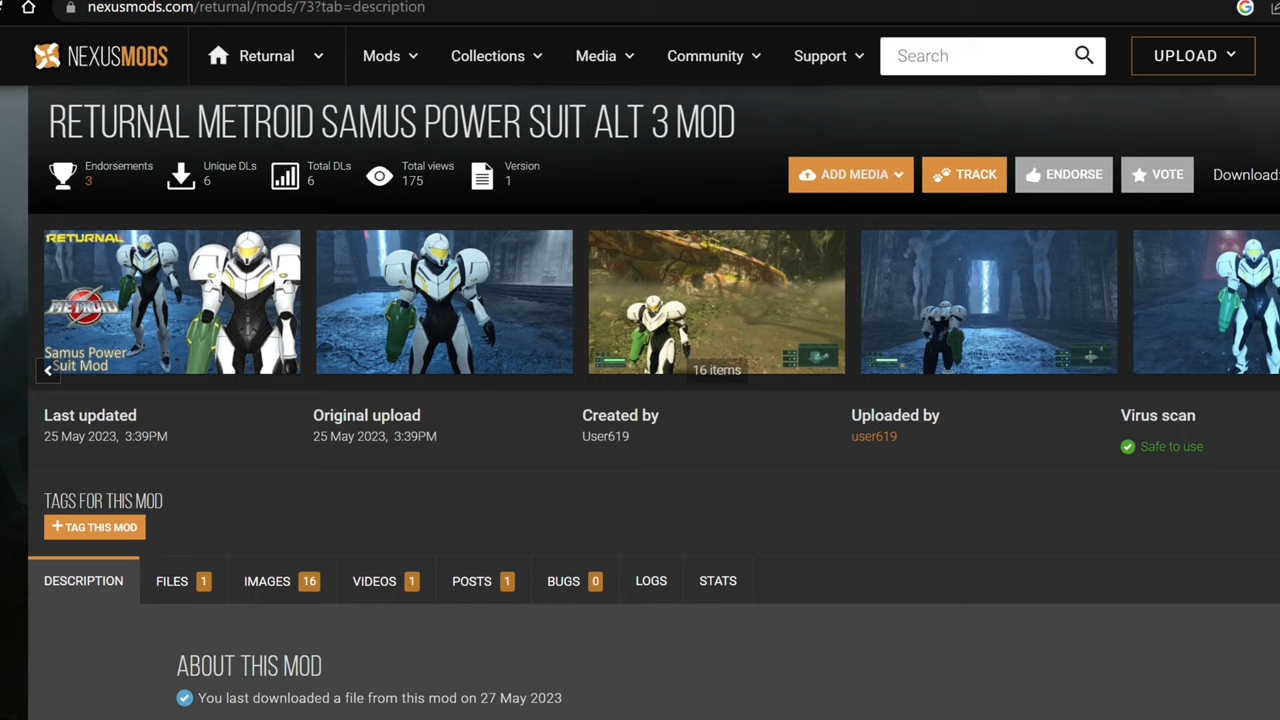 nexusmods.com/returnal/mods/73?tab=description
NEXUSMODS
Returnal
Mods
Collections
Media
Community
Support
Search
UPLOAD
RETURNAL METROID SAMUS POWER SUIT ALT 3 MOD
Endorsements
3
Unique DLs
6
Total DLs
6
Total views
175
Version
1
ADD MEDIA
TRACK
ENDORSE
VOTE
Download:
RETURNAL
METROID
Samus Power
Suit Mod
16 items
Last updated
25 May 2023, 3:39PM
Original upload
25 May 2023, 3:39PM
Created by
User619
Uploaded by
user619
Virus scan
Safe to use
TAGS FOR THIS MOD
+ TAG THIS MOD
DESCRIPTION
FILES 1
IMAGES 16
VIDEOS 1
POSTS 1
BUGS 0
LOGS
STATS
ABOUT THIS MOD
You last downloaded a file from this mod on 27 May 2023